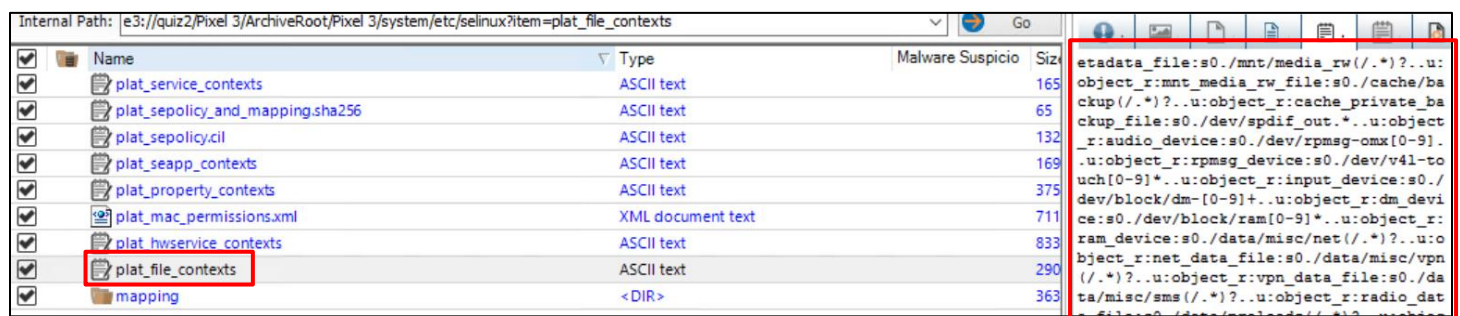 Internal Path: e3://quiz2/Pixel 3/ArchiveRoot/Pixel 3/system/etc/selinux?item=plat_file_contexts Go
Name Type Malware Suspicio Size
plat_service_contexts ASCII text 165
plat_sepolicy_and_mapping.sha256 ASCII text 65
plat_sepolicy.cil ASCII text 132
plat_seapp_contexts ASCII text 169
plat_property_contexts ASCII text 375
plat_mac_permissions.xml XML document text 711
plat_hwservice_contexts ASCII text 833
plat_file_contexts ASCII text 290
mapping <DIR> 363
etadata_file:s0./mnt/media_rw(/.*)?..u:
object_r:mnt_media_rw_file:s0./cache/ba
ckup(/.*)?..u:object_r:cache_private_ba
ckup_file:s0./dev/spdif_out.*..u:object
_r:audio_device:s0./dev/rpmsg-omx[0-9].
.u:object_r:rpmsg_device:s0./dev/v4l-to
uch[0-9]*..u:object_r:input_device:s0./
dev/block/dm-[0-9]+..u:object_r:dm_devi
ce:s0./dev/block/ram[0-9]*..u:object_r:
ram_device:s0./data/misc/net(/.*)?..u:o
bject_r:net_data_file:s0./data/misc/vpn
(/.*)?..u:object_r:vpn_data_file:s0./da
ta/misc/sms(/.*)?..u:object_r:radio_dat